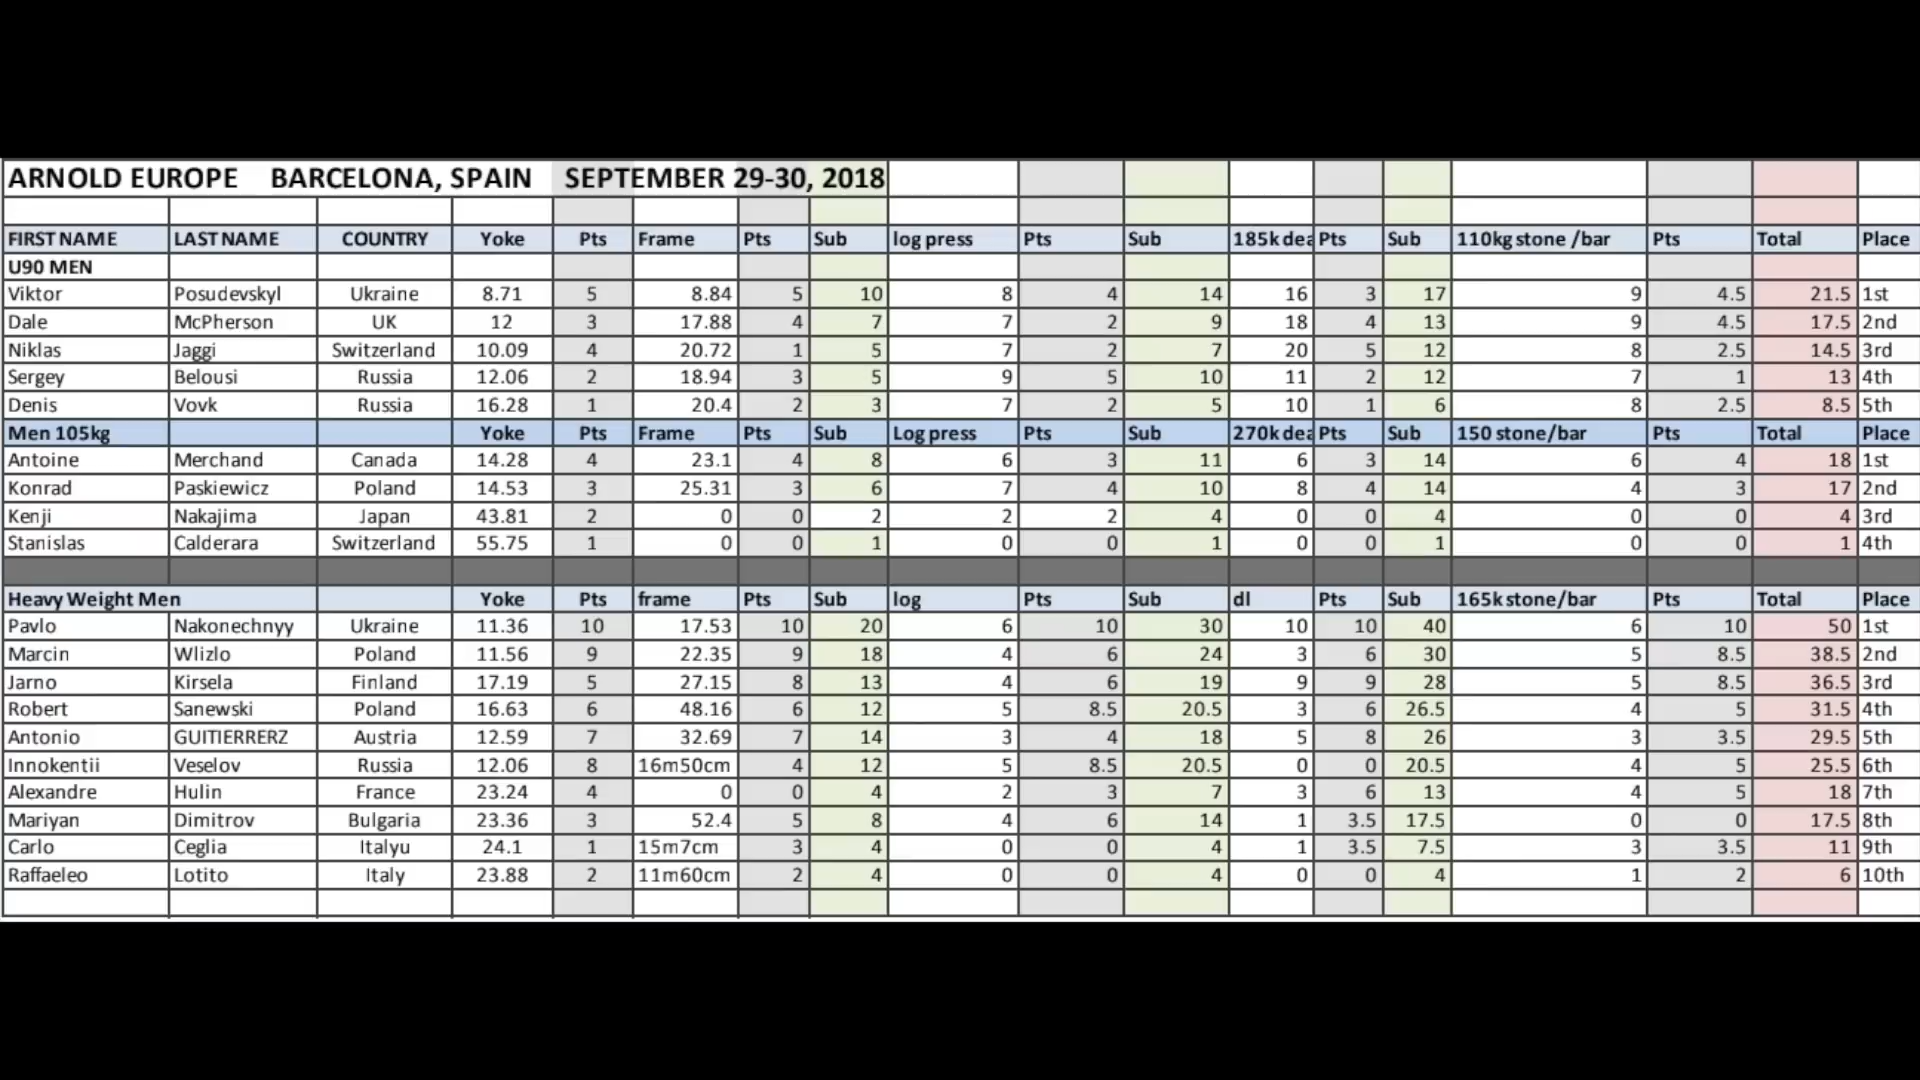 ARNOLD EUROPE BARCELONA, SPAIN SEPTEMBER 29-30, 2018
FIRST NAME LAST NAME COUNTRY Yoke Pts Frame Pts Sub log press Pts Sub 185k dea Pts Sub 110kg stone /bar Pts Total Place
U90 MEN
Viktor Posudevskyl Ukraine 8.71 5 8.84 5 10 8 4 14 16 3 17 9 4.5 21.5 1st
Dale McPherson UK 12 3 17.88 4 7 7 2 9 18 4 13 9 4.5 17.5 2nd
Niklas Jaggi Switzerland 10.09 4 20.72 1 5 7 2 7 20 5 12 8 2.5 14.5 3rd
Sergey Belousi Russia 12.06 2 18.94 3 5 9 5 10 11 2 12 7 1 13 4th
Denis Vovk Russia 16.28 1 20.4 2 3 7 2 5 10 1 6 8 2.5 8.5 5th
Men 105kg Yoke Pts Frame Pts Sub Log press Pts Sub 270k dea Pts Sub 150 stone/bar Pts Total Place
Antoine Merchand Canada 14.28 4 23.1 4 8 6 3 11 6 3 14 6 4 18 1st
Konrad Paskiewicz Poland 14.53 3 25.31 3 6 7 4 10 8 4 14 4 3 17 2nd
Kenji Nakajima Japan 43.81 2 0 0 2 2 2 4 0 0 4 0 0 4 3rd
Stanislas Calderara Switzerland 55.75 1 0 0 1 0 0 1 0 0 1 0 0 1 4th
Heavy Weight Men Yoke Pts frame Pts Sub log Pts Sub dl Pts Sub 165k stone/bar Pts Total Place
Pavlo Nakonechnyy Ukraine 11.36 10 17.53 10 20 6 10 30 10 10 40 6 10 50 1st
Marcin Wlizlo Poland 11.56 9 22.35 9 18 4 6 24 3 6 30 5 8.5 38.5 2nd
Jarno Kirsela Finland 17.19 5 27.15 8 13 4 6 19 9 9 28 5 8.5 36.5 3rd
Robert Sanewski Poland 16.63 6 48.16 6 12 5 8.5 20.5 3 6 26.5 4 5 31.5 4th
Antonio GUITIERRERZ Austria 12.59 7 32.69 7 14 3 4 18 5 8 26 3 3.5 29.5 5th
Innokentii Veselov Russia 12.06 8 16m50cm 4 12 5 8.5 20.5 0 0 20.5 4 5 25.5 6th
Alexandre Hulin France 23.24 4 0 0 4 2 3 7 3 6 13 4 5 18 7th
Mariyan Dimitrov Bulgaria 23.36 3 52.4 5 8 4 6 14 1 3.5 17.5 0 0 17.5 8th
Carlo Ceglia Italyu 24.1 1 15m7cm 3 4 0 0 4 1 3.5 7.5 3 3.5 11 9th
Raffaeleo Lotito Italy 23.88 2 11m60cm 2 4 0 0 4 0 0 4 1 2 6 10th